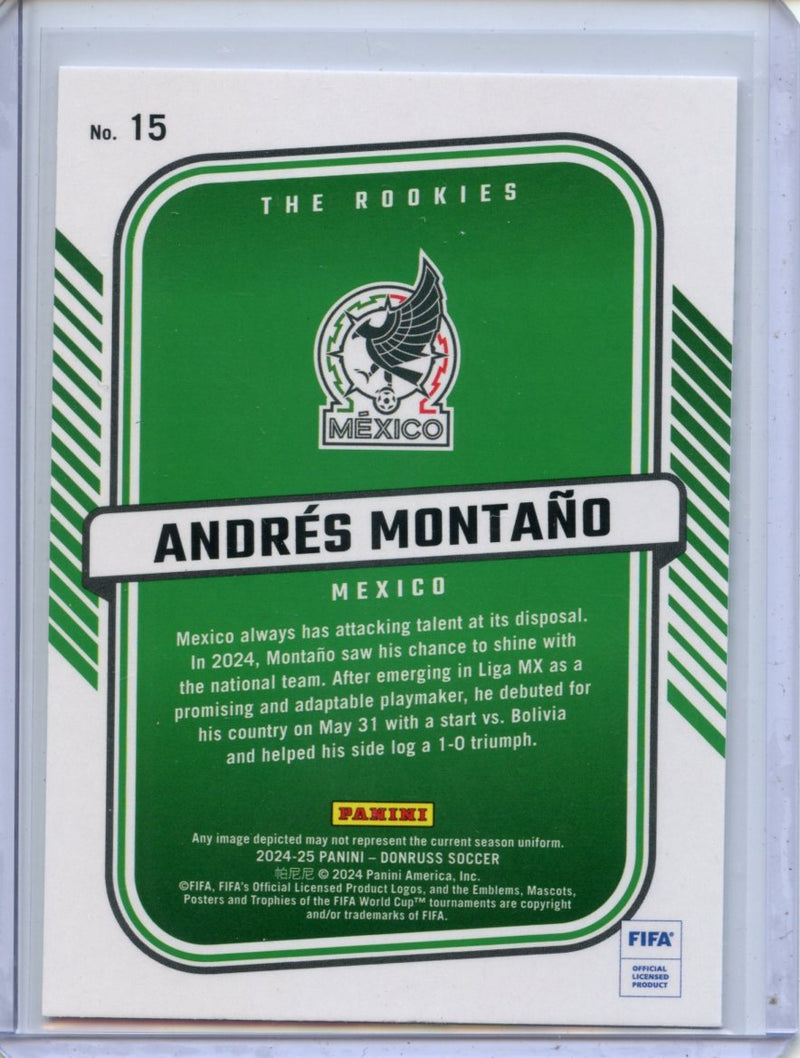 No. 15
THE ROOKIES
MÉXICO
ANDRÉS MONTAÑO
MEXICO
Mexico always has attacking talent at its disposal.
In 2024, Montaño saw his chance to shine with
the national team. After emerging in Liga MX as a
promising and adaptable playmaker, he debuted for
his country on May 31 with a start vs. Bolivia
and helped his side log a 1-0 triumph.
PANINI
Any image depicted may not represent the current season uniform.
2024-25 PANINI – DONRUSS SOCCER
帕尼尼 © 2024 Panini America, Inc.
©FIFA, FIFA's Official Licensed Product Logos, and the Emblems, Mascots,
Posters and Trophies of the FIFA World Cup™ tournaments are copyright
and/or trademarks of FIFA.
FIFA®
OFFICIAL
LICENSED
PRODUCT